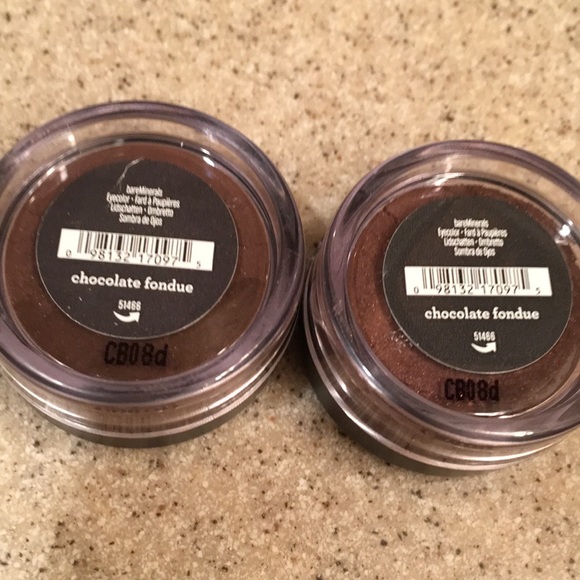 bareMinerals
Eyecolor • Fard à Paupières
Lidschatten • Ombretto
Sombra de Ojos
0 98132 17097 5
chocolate fondue
51466
CB08d
bareMinerals
Eyecolor • Fard à Paupières
Lidschatten • Ombretto
Sombra de Ojos
0 98132 17097 5
chocolate fondue
51466
CB08d